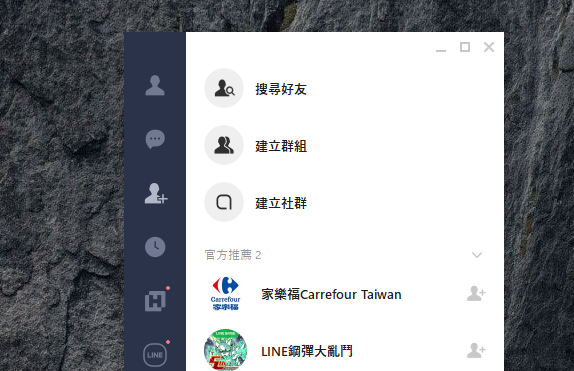 搜尋好友
建立群組
建立社群
官方推薦 2
Carrefour
家樂福
家樂福Carrefour Taiwan
LINE鋼彈大亂鬥
LINE